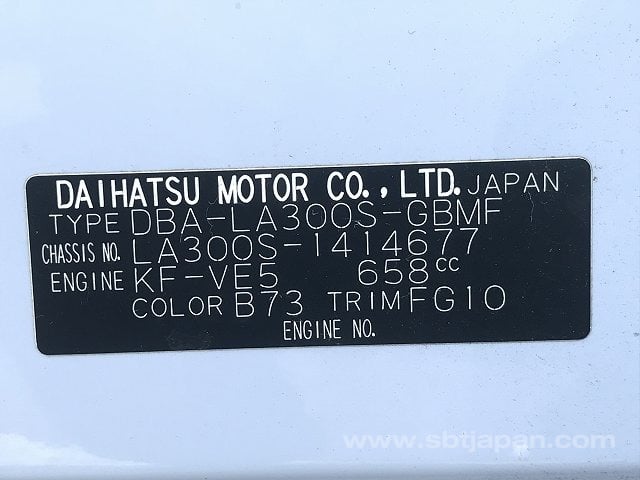 DAIHATSU MOTOR CO., LTD. JAPAN
TYPE DBA-LA300S-GBMF
CHASSIS NO. LA300S-1414677
ENGINE KF-VE5 658cc
COLOR B73 TRIM FG10
ENGINE NO.
www.sbtjapan.com